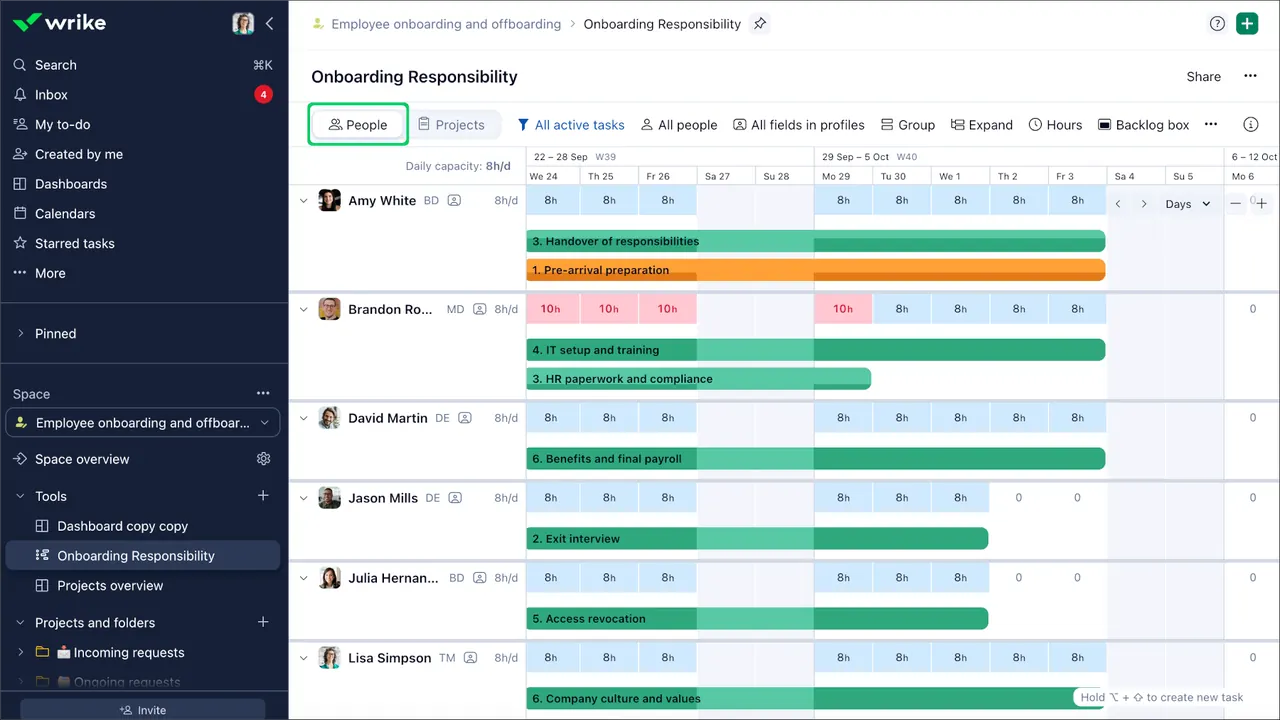 wrike
Search ⌘K
Inbox 4
My to-do
Created by me
Dashboards
Calendars
Starred tasks
More
Pinned
Space
Employee onboarding and offboar...
Space overview
Tools
Dashboard copy copy
Onboarding Responsibility
Projects overview
Projects and folders
Incoming requests
Ongoing requests
Invite
Employee onboarding and offboarding > Onboarding Responsibility
Onboarding Responsibility Share
People Projects All active tasks All people All fields in profiles Group Expand Hours Backlog box
Daily capacity: 8h/d 22 – 28 Sep W39 29 Sep – 5 Oct W40 6 – 12 Oct
We 24 Th 25 Fr 26 Sa 27 Su 28 Mo 29 Tu 30 We 1 Th 2 Fr 3 Sa 4 Su 5 Mo 6
Amy White BD 8h/d 8h 8h 8h 8h 8h 8h 8h 8h Days 0
3. Handover of responsibilities
1. Pre-arrival preparation
Brandon Ro... MD 8h/d 10h 10h 10h 10h 8h 8h 8h 8h 0
4. IT setup and training
3. HR paperwork and compliance
David Martin DE 8h/d 8h 8h 8h 8h 8h 8h 8h 8h 0
6. Benefits and final payroll
Jason Mills DE 8h/d 8h 8h 8h 8h 8h 8h 0 0 0
2. Exit interview
Julia Hernan... BD 8h/d 8h 8h 8h 8h 8h 8h 0 0 0
5. Access revocation
Lisa Simpson TM 8h/d 8h 8h 8h 8h 8h 8h 8h 8h 0
6. Company culture and values
Hold ⌥ + ⇧ to create new task